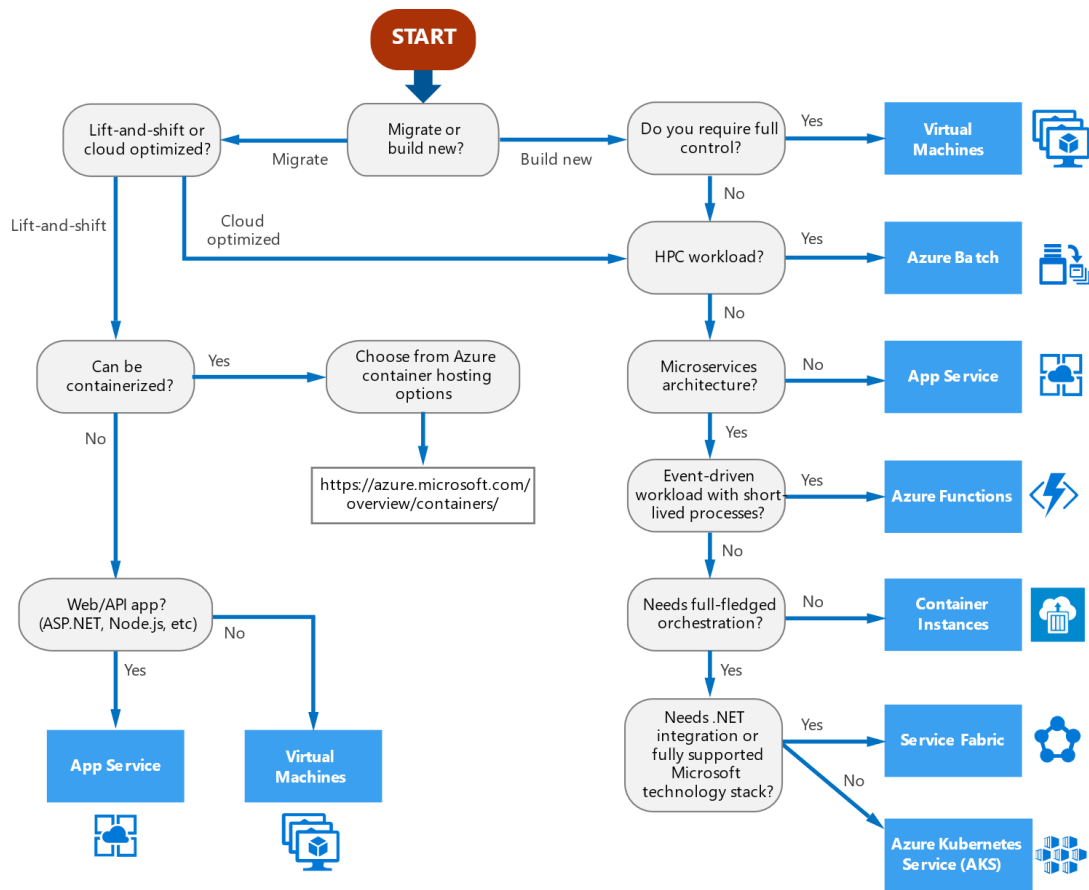 START
Migrate or
build new?
Migrate
Build new
Lift-and-shift or
cloud optimized?
Lift-and-shift
Cloud
optimized
Do you require full
control?
Yes
Virtual
Machines
No
HPC workload?
Yes
Azure Batch
No
Microservices
architecture?
No
App Service
Yes
Event-driven
workload with short-
lived processes?
Yes
Azure Functions
No
Needs full-fledged
orchestration?
No
Container
Instances
Yes
Needs .NET
integration or
fully supported
Microsoft
technology stack?
Yes
Service Fabric
No
Azure Kubernetes
Service (AKS)
Can be
containerized?
Yes
Choose from Azure
container hosting
options
https://azure.microsoft.com/
overview/containers/
No
Web/API app?
(ASP.NET, Node.js, etc)
No
Yes
App Service
Virtual
Machines